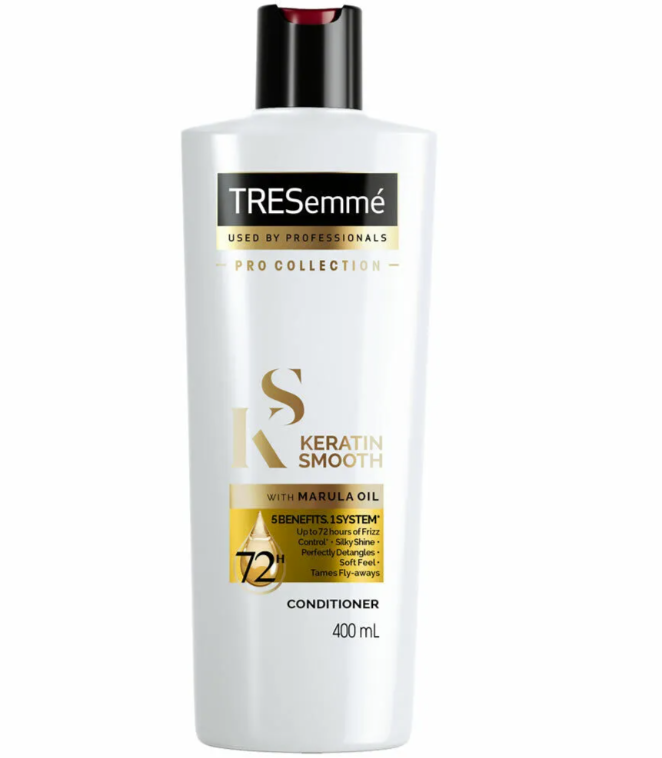 TRESemmé
USED BY PROFESSIONALS
PRO COLLECTION
KS
KERATIN
SMOOTH
WITH MARULA OIL
5 BENEFITS. 1 SYSTEM*
Up to 72 hours of Frizz
Control* • Silky Shine •
Perfectly Detangles •
Soft Feel •
Tames Fly-aways
72H
CONDITIONER
400 mL